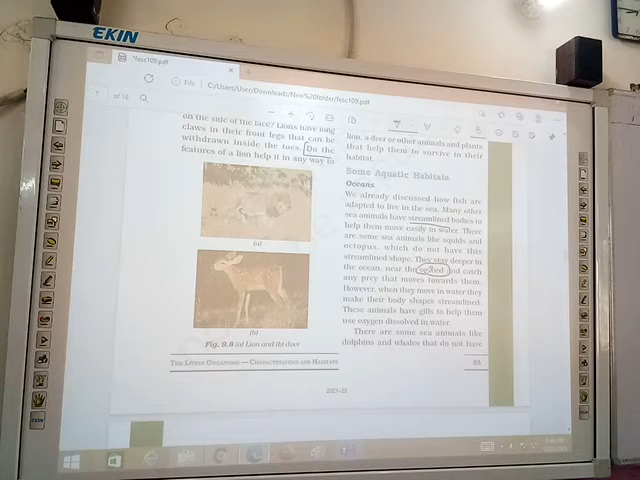 EKIN
*fesc109.pdf
File
C:/Users/User/Downloads/New%20folder/fesc109.pdf
7
of 16
on the side of the face? Lions have long
claws in their front legs that can be
withdrawn inside the toes. Do the
features of a lion help it in any way to
(a)
(b)
Fig. 9.8 (a) Lion and (b) deer
THE LIVING ORGANISMS — CHARACTERISTICS AND HABITATS
lion, a deer or other animals and plants
that help them to survive in their
habitat.
Some Aquatic Habitats
Oceans
We already discussed how fish are
adapted to live in the sea. Many other
sea animals have streamlined bodies to
help them move easily in water. There
are some sea animals like squids and
octopus, which do not have this
streamlined shape. They stay deeper in
the ocean, near the seabed and catch
any prey that moves towards them.
However, when they move in water they
make their body shapes streamlined.
These animals have gills to help them
use oxygen dissolved in water.
There are some sea animals like
dolphins and whales that do not have
2021–22
EKIN